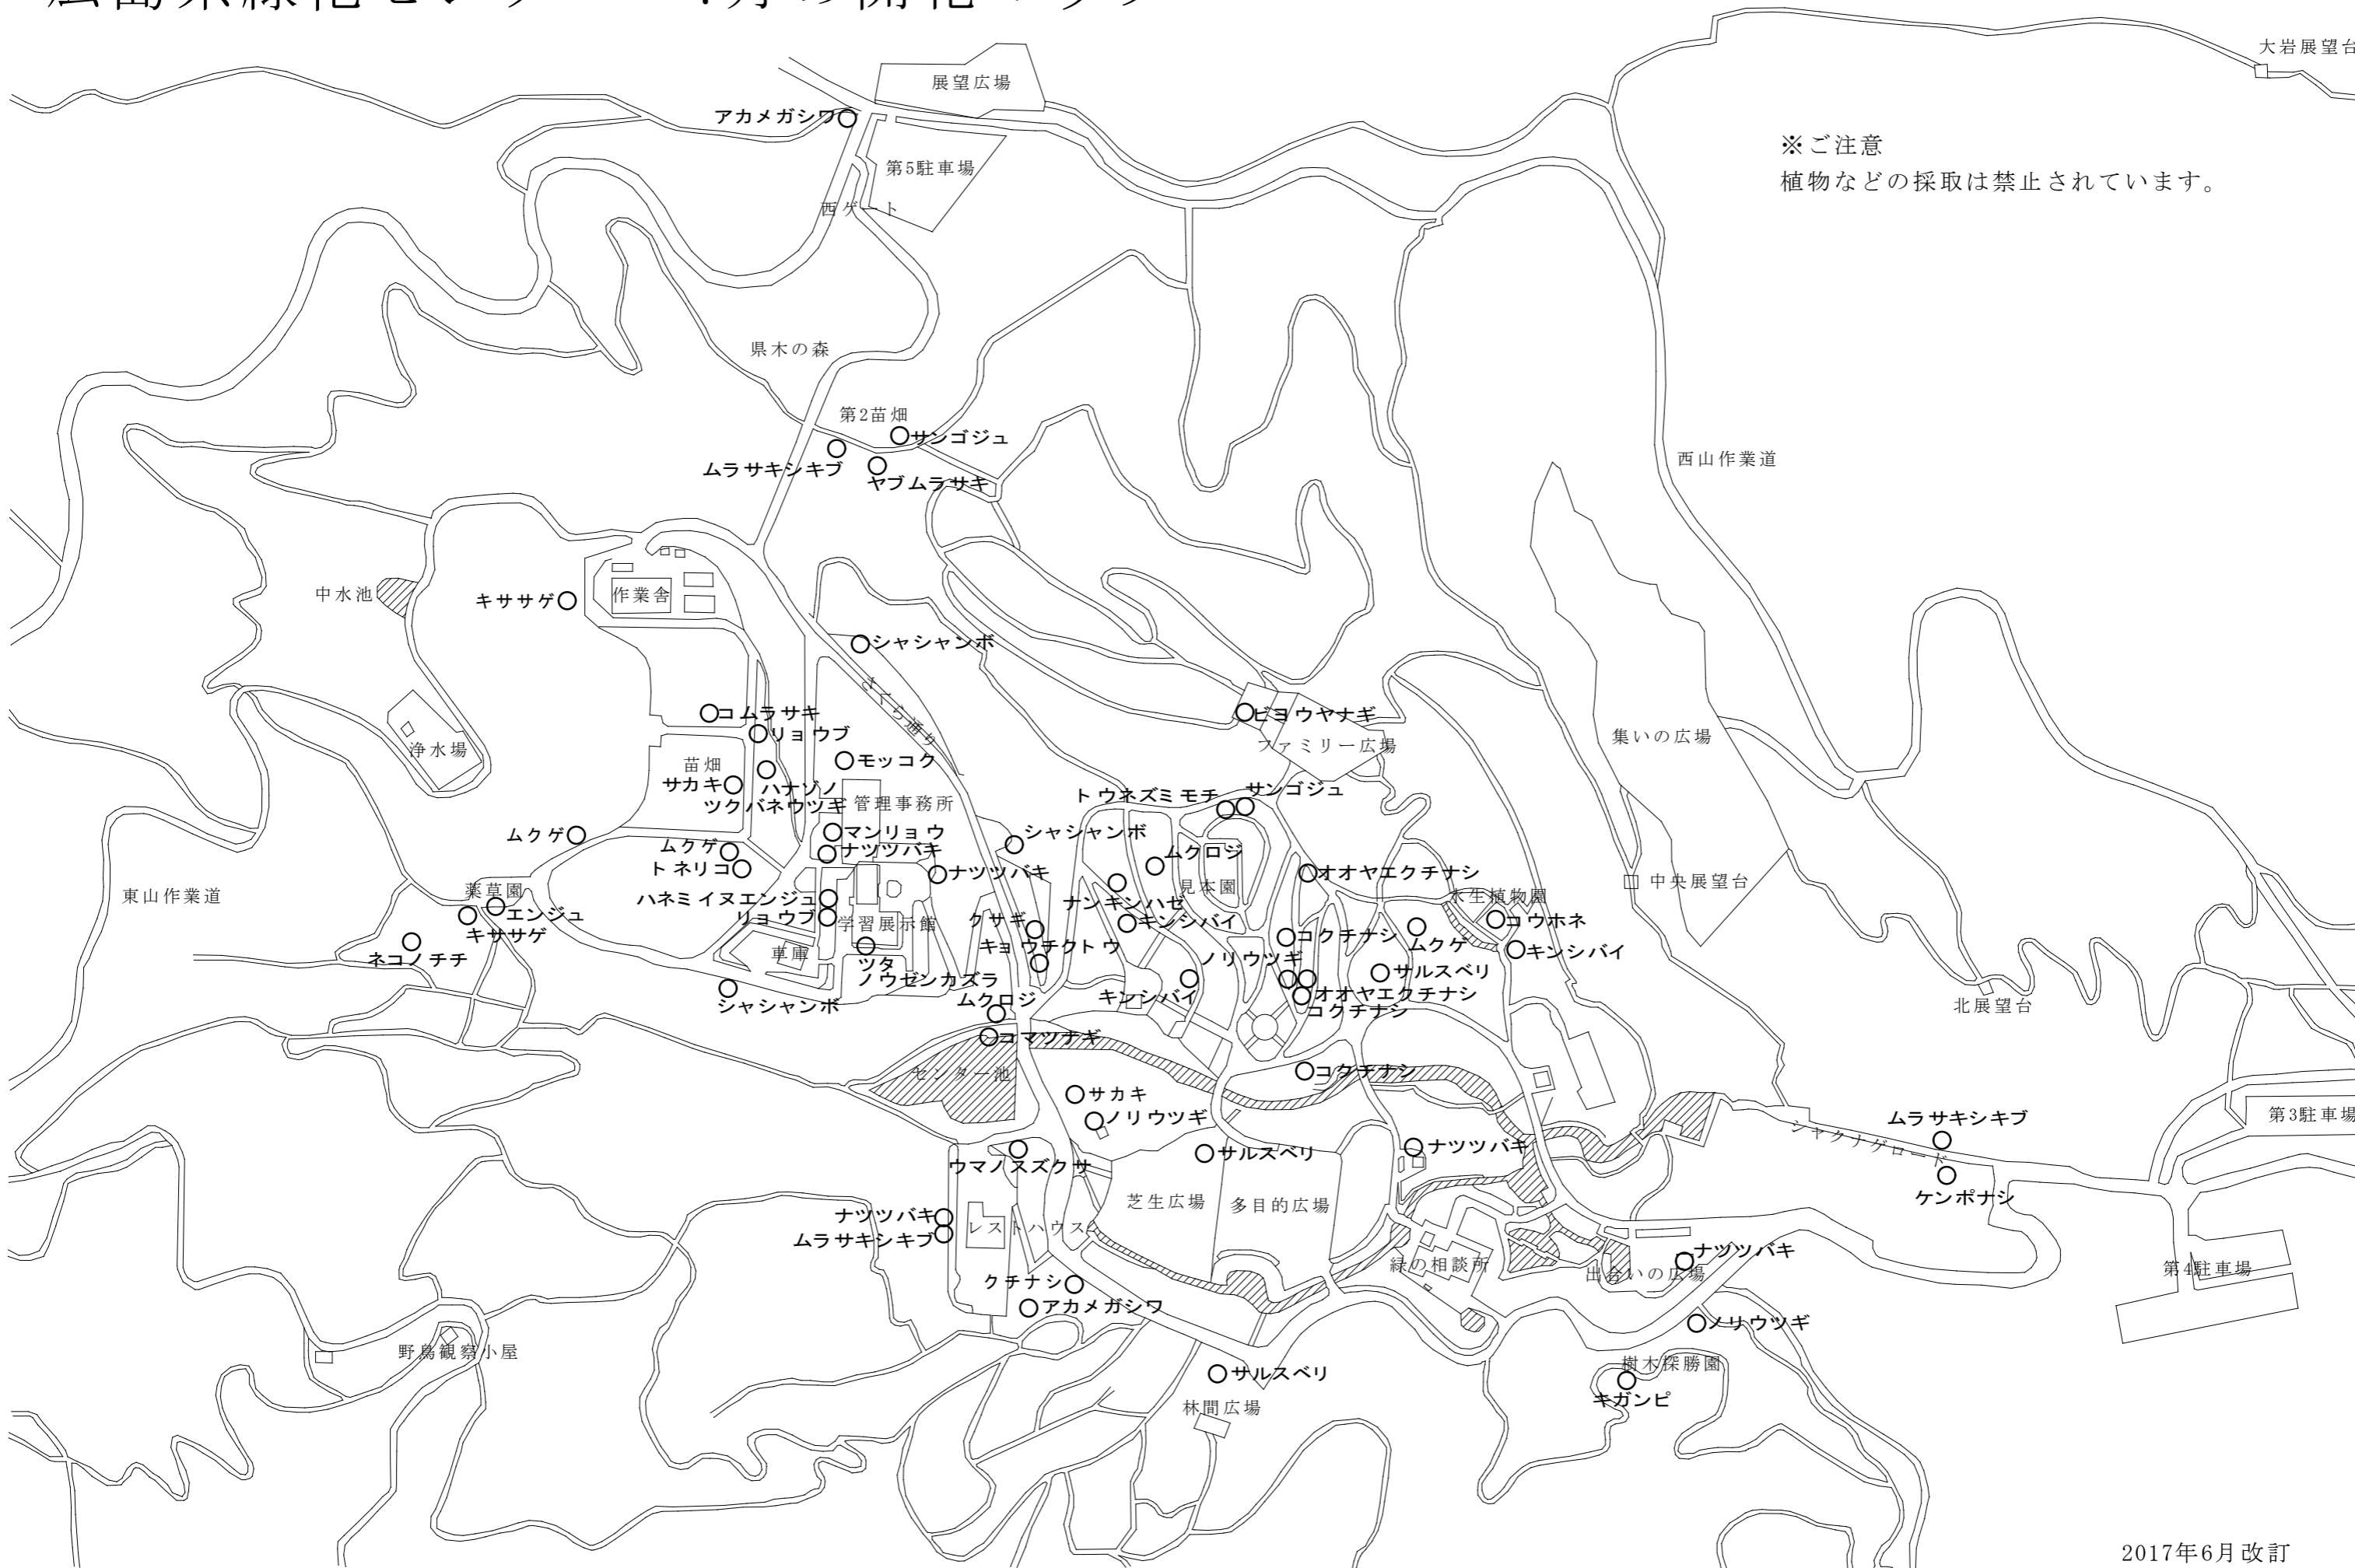 大岩展望台
展望広場
アカメガシワ
※ご注意
植物などの採取は禁止されています。
第5駐車場
西ゲート
県木の森
第2苗畑
サンゴジュ
ムラサキシキブ
ヤブムラサキ
西山作業道
中水池
キササゲ
作業舎
シャシャンボ
さくら通り
コムラサキ
リョウブ
ビヨウヤナギ
ファミリー広場
集いの広場
浄水場
苗畑
モッコク
サカキ
ハナゾノ
ツクバネウツギ
管理事務所
トウネズミモチ
サンゴジュ
ムクゲ
マンリョウ
シャシャンボ
ムクゲ
ナツツバキ
ムクロジ
トネリコ
ナツツバキ
オオヤエクチナシ
中央展望台
東山作業道
薬草園
見本園
水生植物園
ハネミイヌエンジュ
ナンキンハゼ
エンジュ
リョウブ
学習展示館
クサギ
キンシバイ
コウホネ
キササゲ
コクチナシ
ムクゲ
ネコノチチ
車庫
キョウチクトウ
キンシバイ
ツタ
ノウゼンカズラ
ノリウツギ
サルスベリ
シャシャンボ
ムクロジ
キンシバイ
オオヤエクチナシ
コクチナシ
北展望台
コマツナギ
センター池
コクチナシ
サカキ
ノリウツギ
ムラサキシキブ
第3駐車場
シャクナゲロード
ウマノスズクサ
サルスベリ
ナツツバキ
ケンポナシ
芝生広場
多目的広場
ナツツバキ
レストハウス
ムラサキシキブ
ナツツバキ
緑の相談所
出合いの広場
第4駐車場
クチナシ
アカメガシワ
ノリウツギ
野鳥観察小屋
樹木探勝園
サルスベリ
キガンピ
林間広場
2017年6月改訂